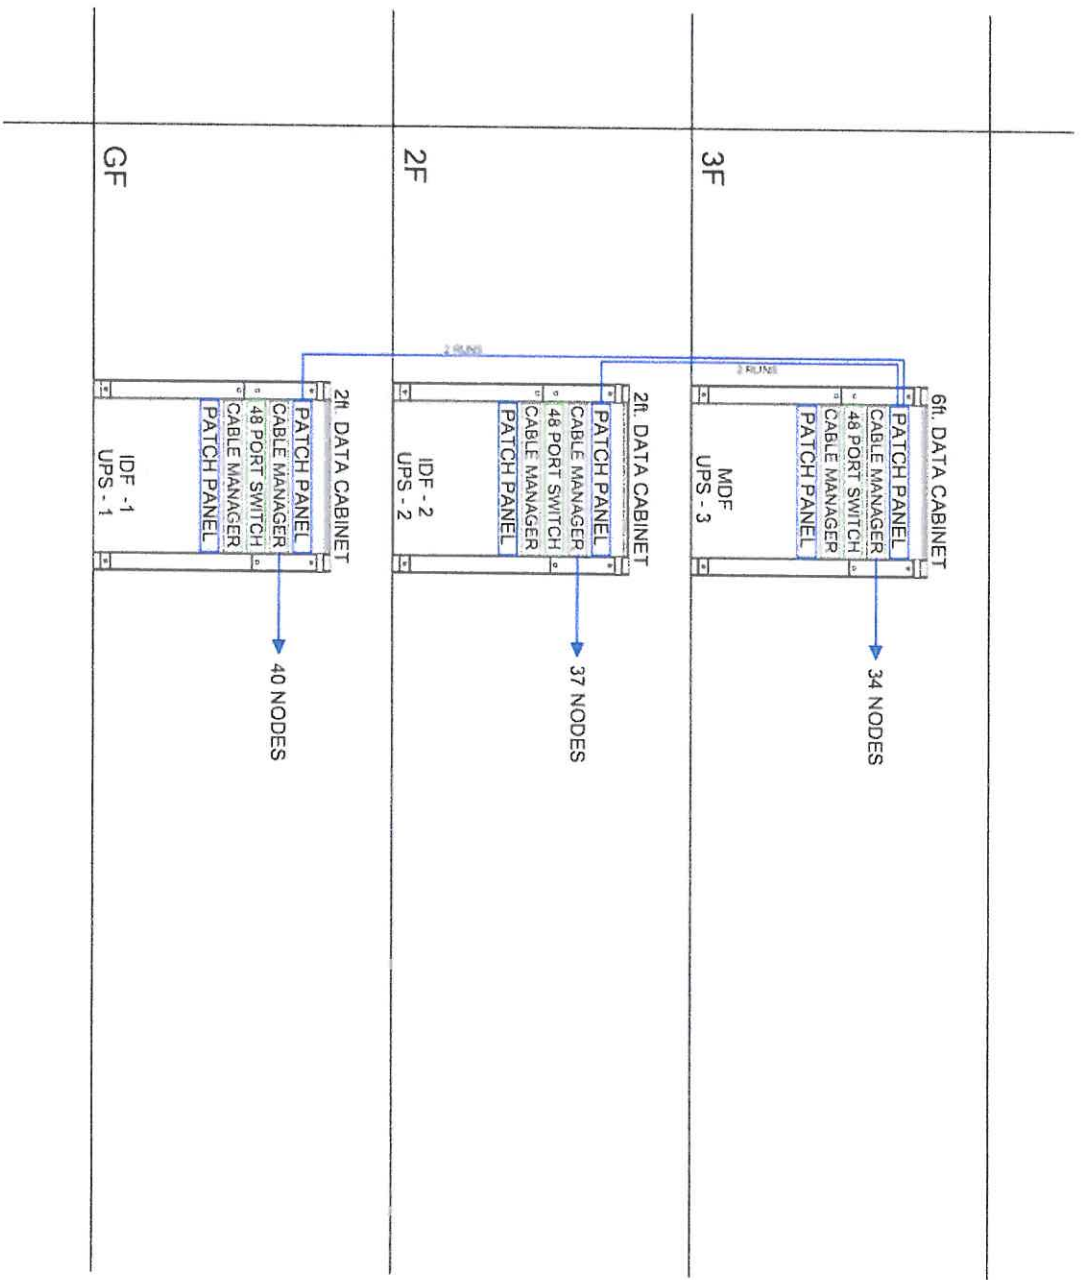 3F
6ft. DATA CABINET
PATCH PANEL
CABLE MANAGER
48 PORT SWITCH
CABLE MANAGER
PATCH PANEL
MDF
UPS - 3
34 NODES
2 RUNS
2 RUNS
2F
2ft. DATA CABINET
PATCH PANEL
CABLE MANAGER
48 PORT SWITCH
CABLE MANAGER
PATCH PANEL
IDF - 2
UPS - 2
37 NODES
GF
2ft. DATA CABINET
PATCH PANEL
CABLE MANAGER
48 PORT SWITCH
CABLE MANAGER
PATCH PANEL
IDF -1
UPS - 1
40 NODES